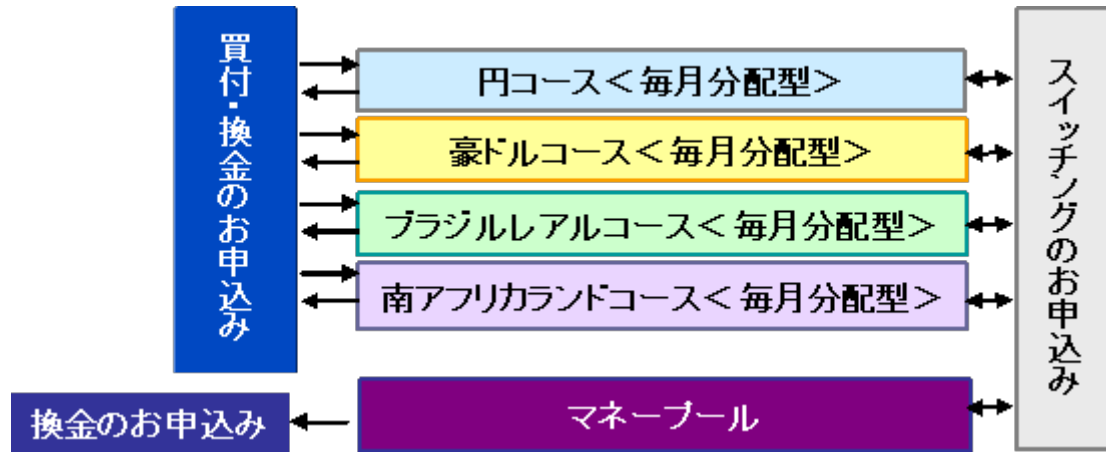 買付・換金のお申込み
円コース＜毎月分配型＞
豪ドルコース＜毎月分配型＞
ブラジルレアルコース＜毎月分配型＞
南アフリカランドコース＜毎月分配型＞
スイッチングのお申込み
換金のお申込み
マネープール